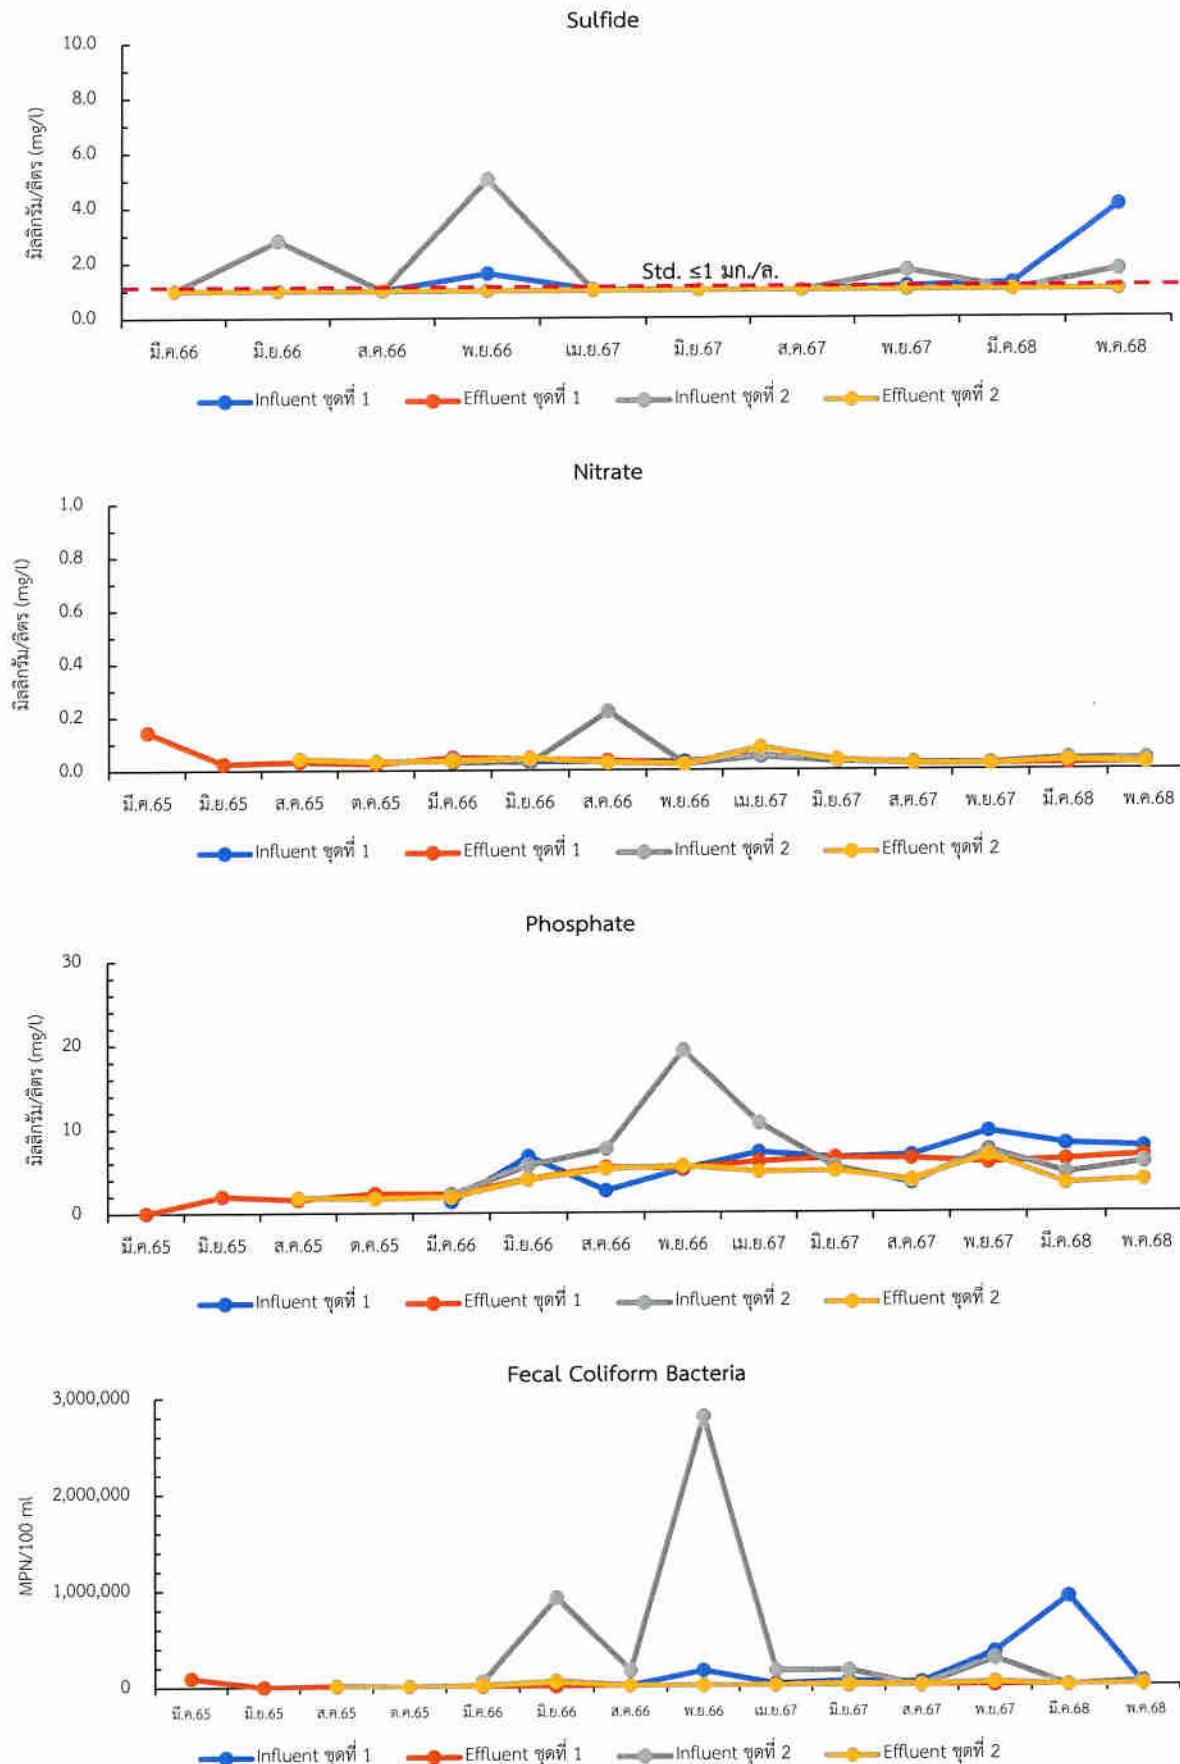 Sulfide
10.0
8.0
6.0
4.0
2.0
0.0
มิลลิกรัม/ลิตร (mg/l)
Std. ≤1 มก./ล.
มี.ค.66 มิ.ย.66 ส.ค.66 พ.ย.66 เม.ย.67 มิ.ย.67 ส.ค.67 พ.ย.67 มี.ค.68 พ.ค.68
Influent ชุดที่ 1 Effluent ชุดที่ 1 Influent ชุดที่ 2 Effluent ชุดที่ 2
Nitrate
1.0
0.8
0.6
0.4
0.2
0.0
มิลลิกรัม/ลิตร (mg/l)
มี.ค.65 มิ.ย.65 ส.ค.65 ต.ค.65 มี.ค.66 มิ.ย.66 ส.ค.66 พ.ย.66 เม.ย.67 มิ.ย.67 ส.ค.67 พ.ย.67 มี.ค.68 พ.ค.68
Influent ชุดที่ 1 Effluent ชุดที่ 1 Influent ชุดที่ 2 Effluent ชุดที่ 2
Phosphate
30
20
10
0
มิลลิกรัม/ลิตร (mg/l)
มี.ค.65 มิ.ย.65 ส.ค.65 ต.ค.65 มี.ค.66 มิ.ย.66 ส.ค.66 พ.ย.66 เม.ย.67 มิ.ย.67 ส.ค.67 พ.ย.67 มี.ค.68 พ.ค.68
Influent ชุดที่ 1 Effluent ชุดที่ 1 Influent ชุดที่ 2 Effluent ชุดที่ 2
Fecal Coliform Bacteria
3,000,000
2,000,000
1,000,000
0
MPN/100 ml
มี.ค.65 มิ.ย.65 ส.ค.65 ต.ค.65 มี.ค.66 มิ.ย.66 ส.ค.66 พ.ย.66 เม.ย.67 มิ.ย.67 ส.ค.67 พ.ย.67 มี.ค.68 พ.ค.68
Influent ชุดที่ 1 Effluent ชุดที่ 1 Influent ชุดที่ 2 Effluent ชุดที่ 2